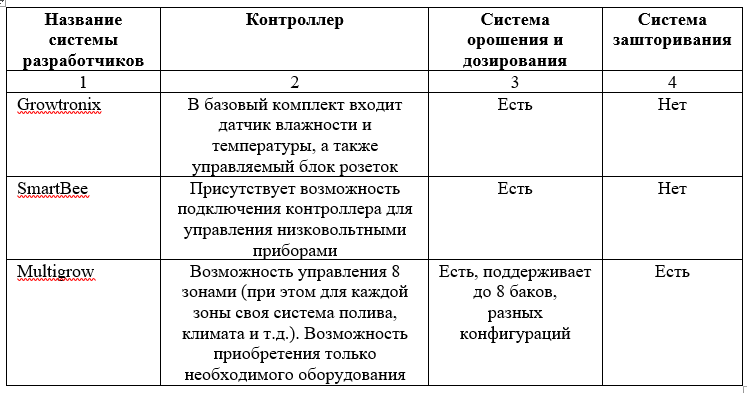 Название
системы
разработчиков
Контроллер
Система
орошения и
дозирования
Система
зашторивания
1
2
3
4
Growtronix
В базовый комплект входит
датчик влажности и
температуры, а также
управляемый блок розеток
Есть
Нет
SmartBee
Присутствует возможность
подключения контроллера для
управления низковольтными
приборами
Есть
Нет
Multigrow
Возможность управления 8
зонами (при этом для каждой
зоны своя система полива,
климата и т.д.). Возможность
приобретения только
необходимого оборудования
Есть, поддерживает
до 8 баков,
разных
конфигураций
Есть